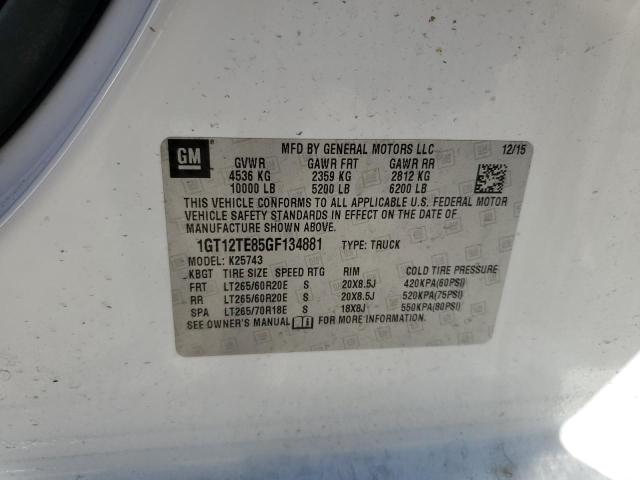 GM
MFD BY GENERAL MOTORS LLC 12/15
GVWR GAWR FRT GAWR RR
4536 KG 2359 KG 2812 KG
10000 LB 5200 LB 6200 LB
THIS VEHICLE CONFORMS TO ALL APPLICABLE U.S. FEDERAL MOTOR
VEHICLE SAFETY STANDARDS IN EFFECT ON THE DATE OF
MANUFACTURE SHOWN ABOVE.
1GT12TE85GF134881 TYPE: TRUCK
MODEL: K25743
KBGT TIRE SIZE SPEED RTG RIM COLD TIRE PRESSURE
FRT LT265/60R20E S 20X8.5J 420KPA(60PSI)
RR LT265/60R20E S 20X8.5J 520KPA(75PSI)
SPA LT265/70R18E S 18X8J 550KPA(80PSI)
SEE OWNER'S MANUAL FOR MORE INFORMATION